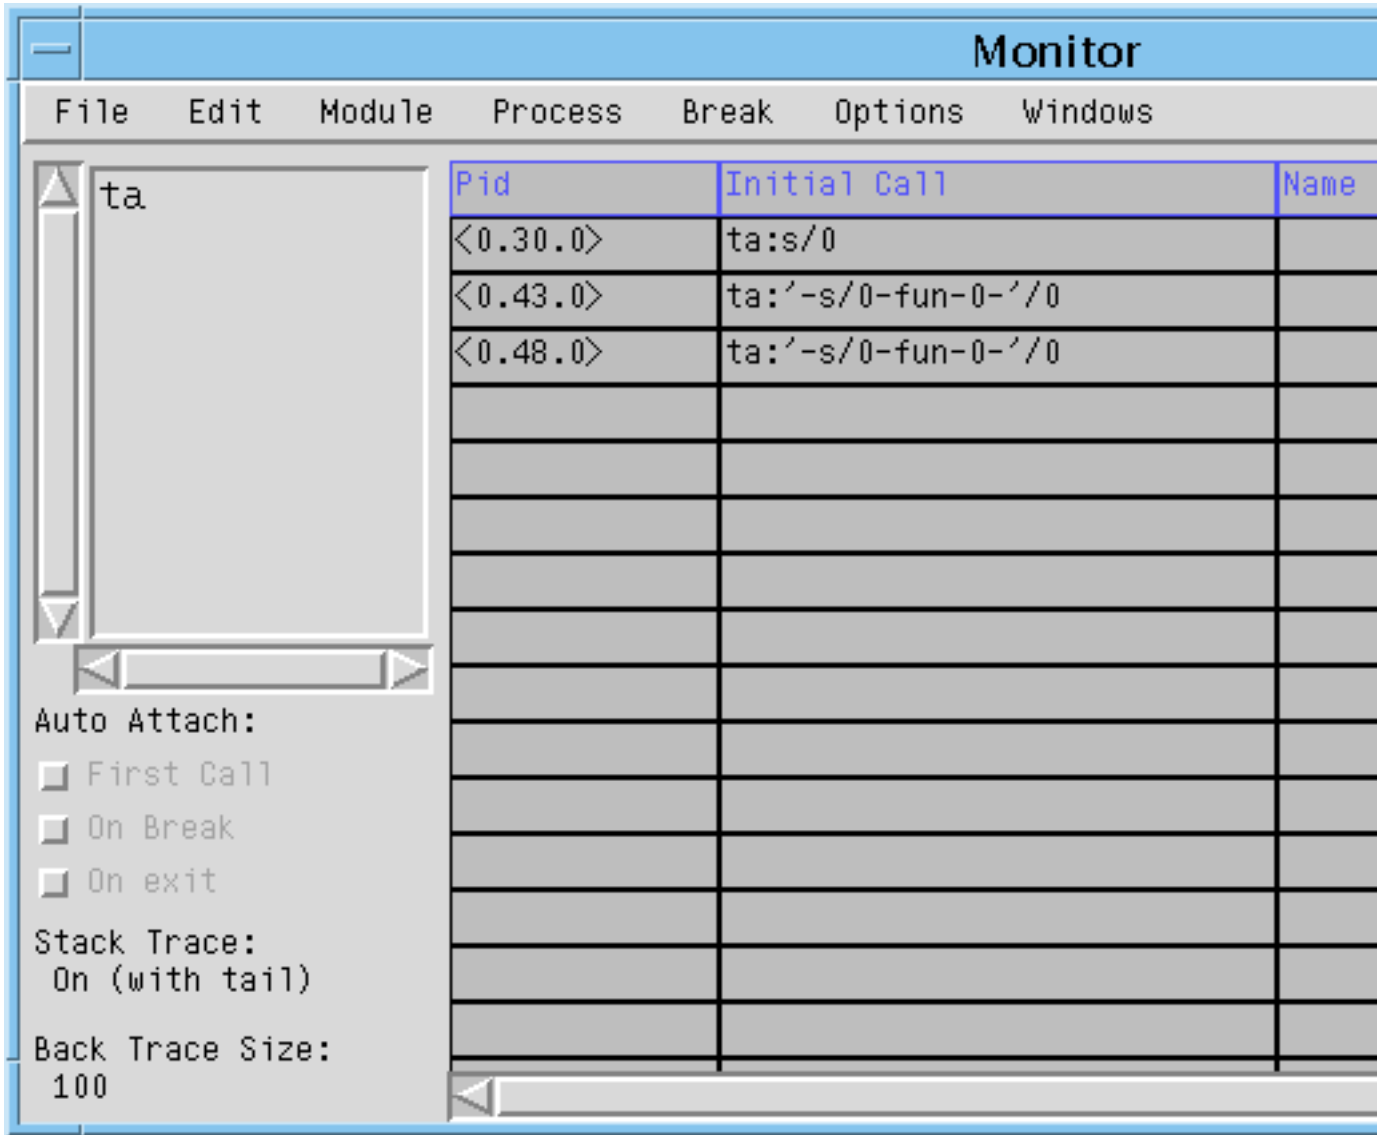 Monitor
File Edit Module Process Break Options Windows
ta
Pid Initial Call Name
<0.30.0> ta:s/0
<0.43.0> ta:'-s/0-fun-0-'/0
<0.48.0> ta:'-s/0-fun-0-'/0
Auto Attach:
First Call
On Break
On exit
Stack Trace:
On (with tail)
Back Trace Size:
100